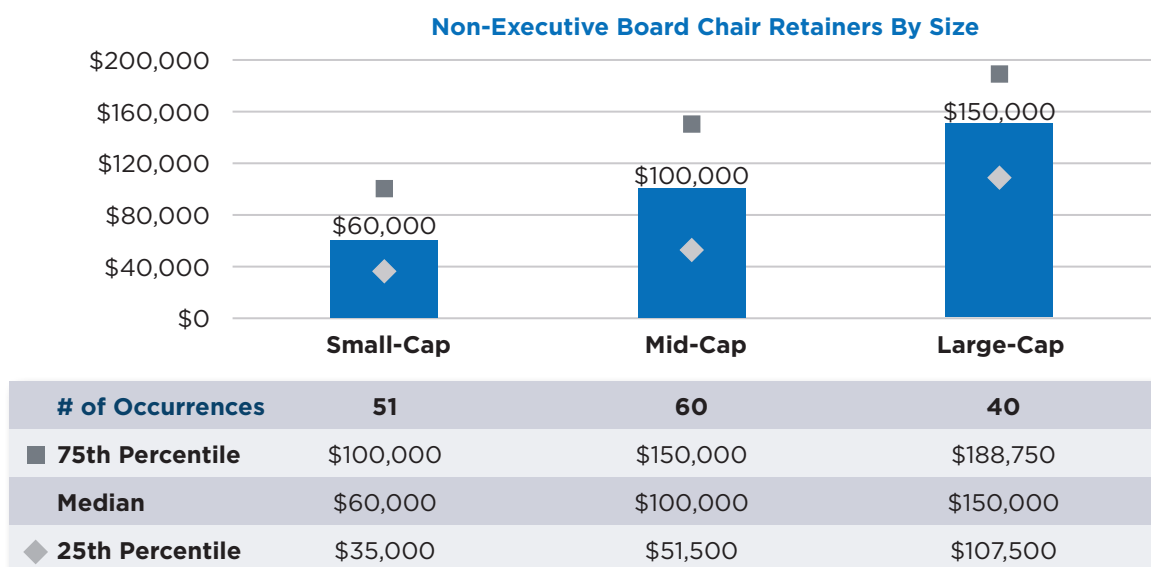 Non-Executive Board Chair Retainers By Size
$200,000
$160,000
$120,000
$80,000
$40,000
$0
$60,000
$100,000
$150,000
Small-Cap Mid-Cap Large-Cap
# of Occurrences 51 60 40
75th Percentile $100,000 $150,000 $188,750
Median $60,000 $100,000 $150,000
25th Percentile $35,000 $51,500 $107,500